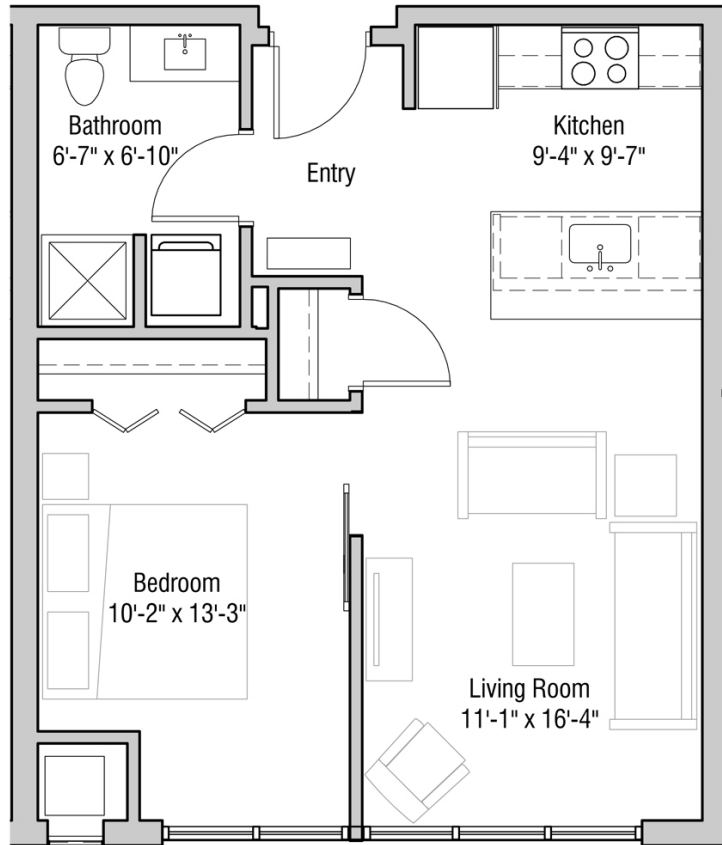 Bathroom
6'-7" x 6'-10"
Kitchen
9'-4" x 9'-7"
Entry
Bedroom
10'-2" x 13'-3"
Living Room
11'-1" x 16'-4"